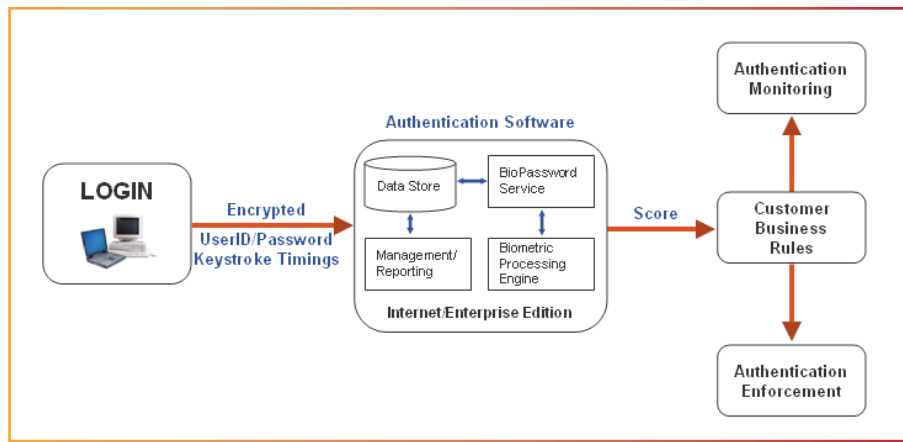 LOGIN
Encrypted
UserID/Password
Keystroke Timings
Authentication Software
Data Store
BioPassword
Service
Management/
Reporting
Biometric
Processing
Engine
Internet/Enterprise Edition
Score
Authentication
Monitoring
Customer
Business
Rules
Authentication
Enforcement